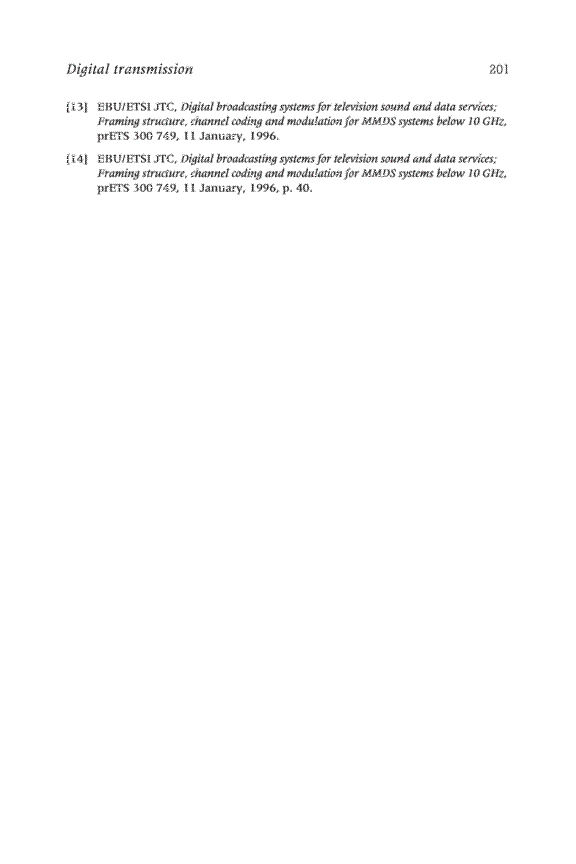 Digital transmission 201
[13] EBU/ETSI JTC, Digital broadcasting systems for television sound and data services;
Framing structure, channel coding and modulation for MMDS systems below 10 GHz,
prETS 300 749, 11 January, 1996.
[14] EBU/ETSI JTC, Digital broadcasting systems for television sound and data services;
Framing structure, channel coding and modulation for MMDS systems below 10 GHz,
prETS 300 749, 11 January, 1996, p. 40.